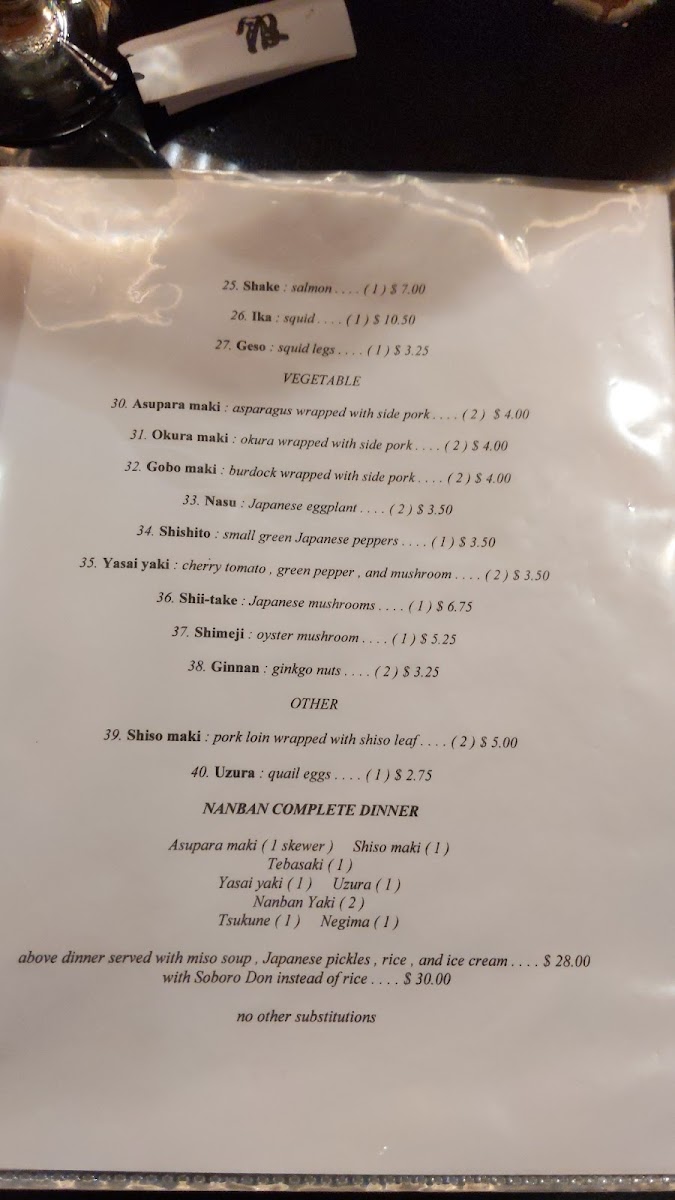 25. Shake : salmon . . . . ( 1 ) $ 7.00
26. Ika : squid . . . . ( 1 ) $ 10.50
27. Geso : squid legs . . . . ( 1 ) $ 3.25
VEGETABLE
30. Asupara maki : asparagus wrapped with side pork . . . . ( 2 ) $ 4.00
31. Okura maki : okura wrapped with side pork . . . . ( 2 ) $ 4.00
32. Gobo maki : burdock wrapped with side pork . . . . ( 2 ) $ 4.00
33. Nasu : Japanese eggplant . . . . ( 2 ) $ 3.50
34. Shishito : small green Japanese peppers . . . . ( 1 ) $ 3.50
35. Yasai yaki : cherry tomato , green pepper , and mushroom . . . . ( 2 ) $ 3.50
36. Shii-take : Japanese mushrooms . . . . ( 1 ) $ 6.75
37. Shimeji : oyster mushroom . . . . ( 1 ) $ 5.25
38. Ginnan : ginkgo nuts . . . . ( 2 ) $ 3.25
OTHER
39. Shiso maki : pork loin wrapped with shiso leaf . . . . ( 2 ) $ 5.00
40. Uzura : quail eggs . . . . ( 1 ) $ 2.75
NANBAN COMPLETE DINNER
Asupara maki ( 1 skewer ) Shiso maki ( 1 )
Tebasaki ( 1 )
Yasai yaki ( 1 ) Uzura ( 1 )
Nanban Yaki ( 2 )
Tsukune ( 1 ) Negima ( 1 )
above dinner served with miso soup , Japanese pickles , rice , and ice cream . . . . $ 28.00
with Soboro Don instead of rice . . . . $ 30.00
no other substitutions